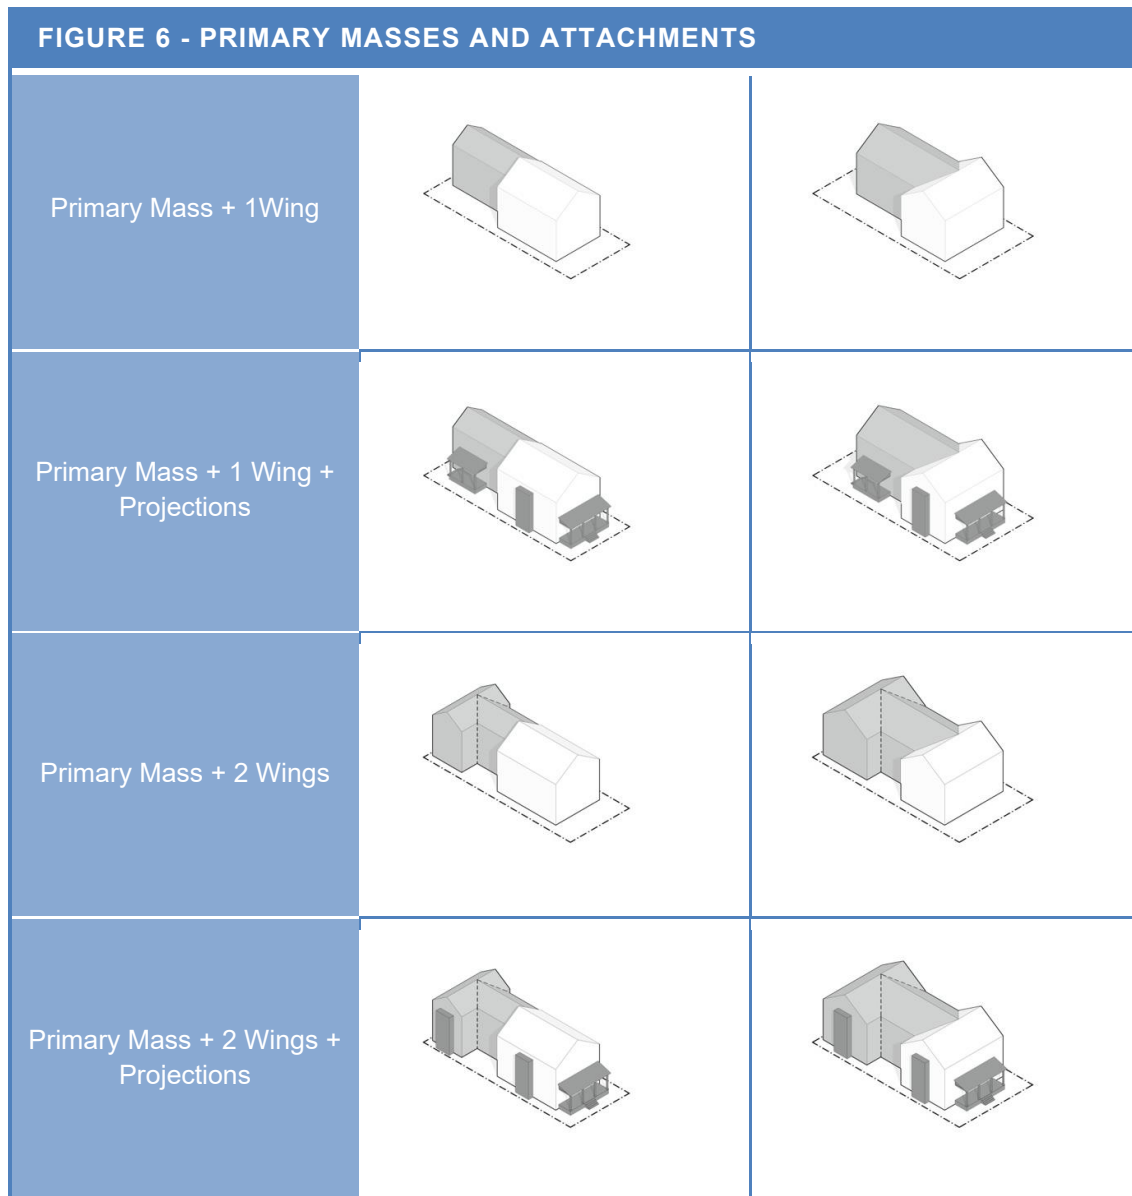 FIGURE 6 - PRIMARY MASSES AND ATTACHMENTS
Primary Mass + 1Wing
Primary Mass + 1 Wing +
Projections
Primary Mass + 2 Wings
Primary Mass + 2 Wings +
Projections